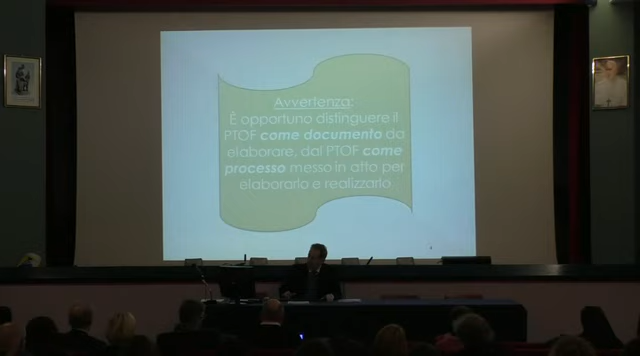 Avvertenza:
È opportuno distinguere il
PTOF come documento da
elaborare, dal PTOF come
processo messo in atto per
elaborarlo e realizzarlo